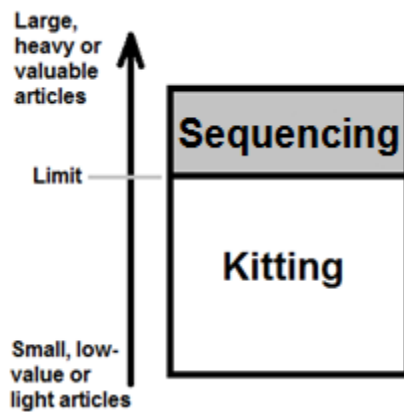 Large,
heavy or
valuable
articles
Sequencing
Limit
Kitting
Small, low-
value or
light articles